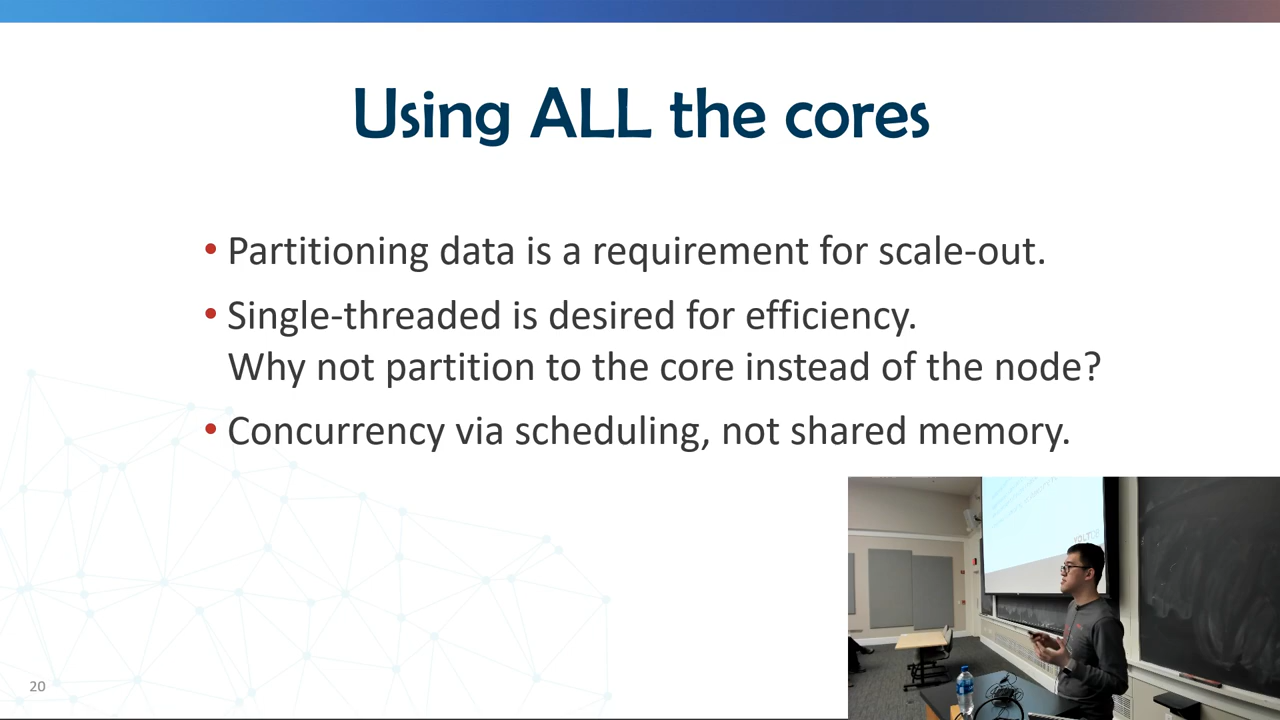 Using ALL the cores
• Partitioning data is a requirement for scale-out.
• Single-threaded is desired for efficiency.
Why not partition to the core instead of the node?
• Concurrency via scheduling, not shared memory.
20